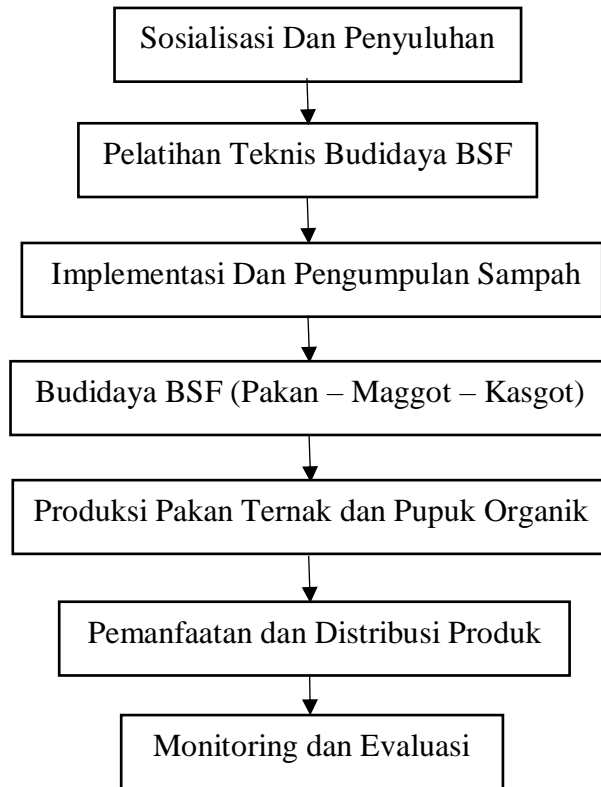 Sosialisasi Dan Penyuluhan
Pelatihan Teknis Budidaya BSF
Implementasi Dan Pengumpulan Sampah
Budidaya BSF (Pakan – Maggot – Kasgot)
Produksi Pakan Ternak dan Pupuk Organik
Pemanfaatan dan Distribusi Produk
Monitoring dan Evaluasi